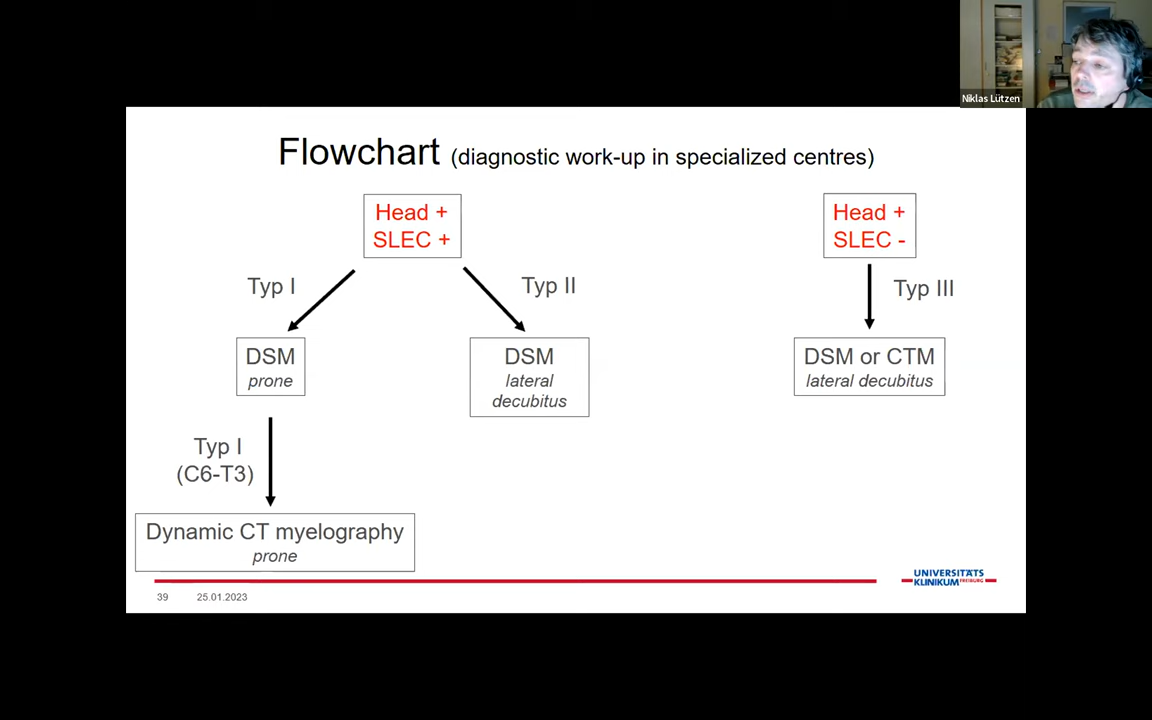 Niklas Lützen
Flowchart (diagnostic work-up in specialized centres)
Head +
SLEC +
Head +
SLEC -
Typ I
Typ II
Typ III
DSM
prone
DSM
lateral
decubitus
DSM or CTM
lateral decubitus
Typ I
(C6-T3)
Dynamic CT myelography
prone
UNIVERSITÄTS
KLINIKUM FREIBURG
39 25.01.2023